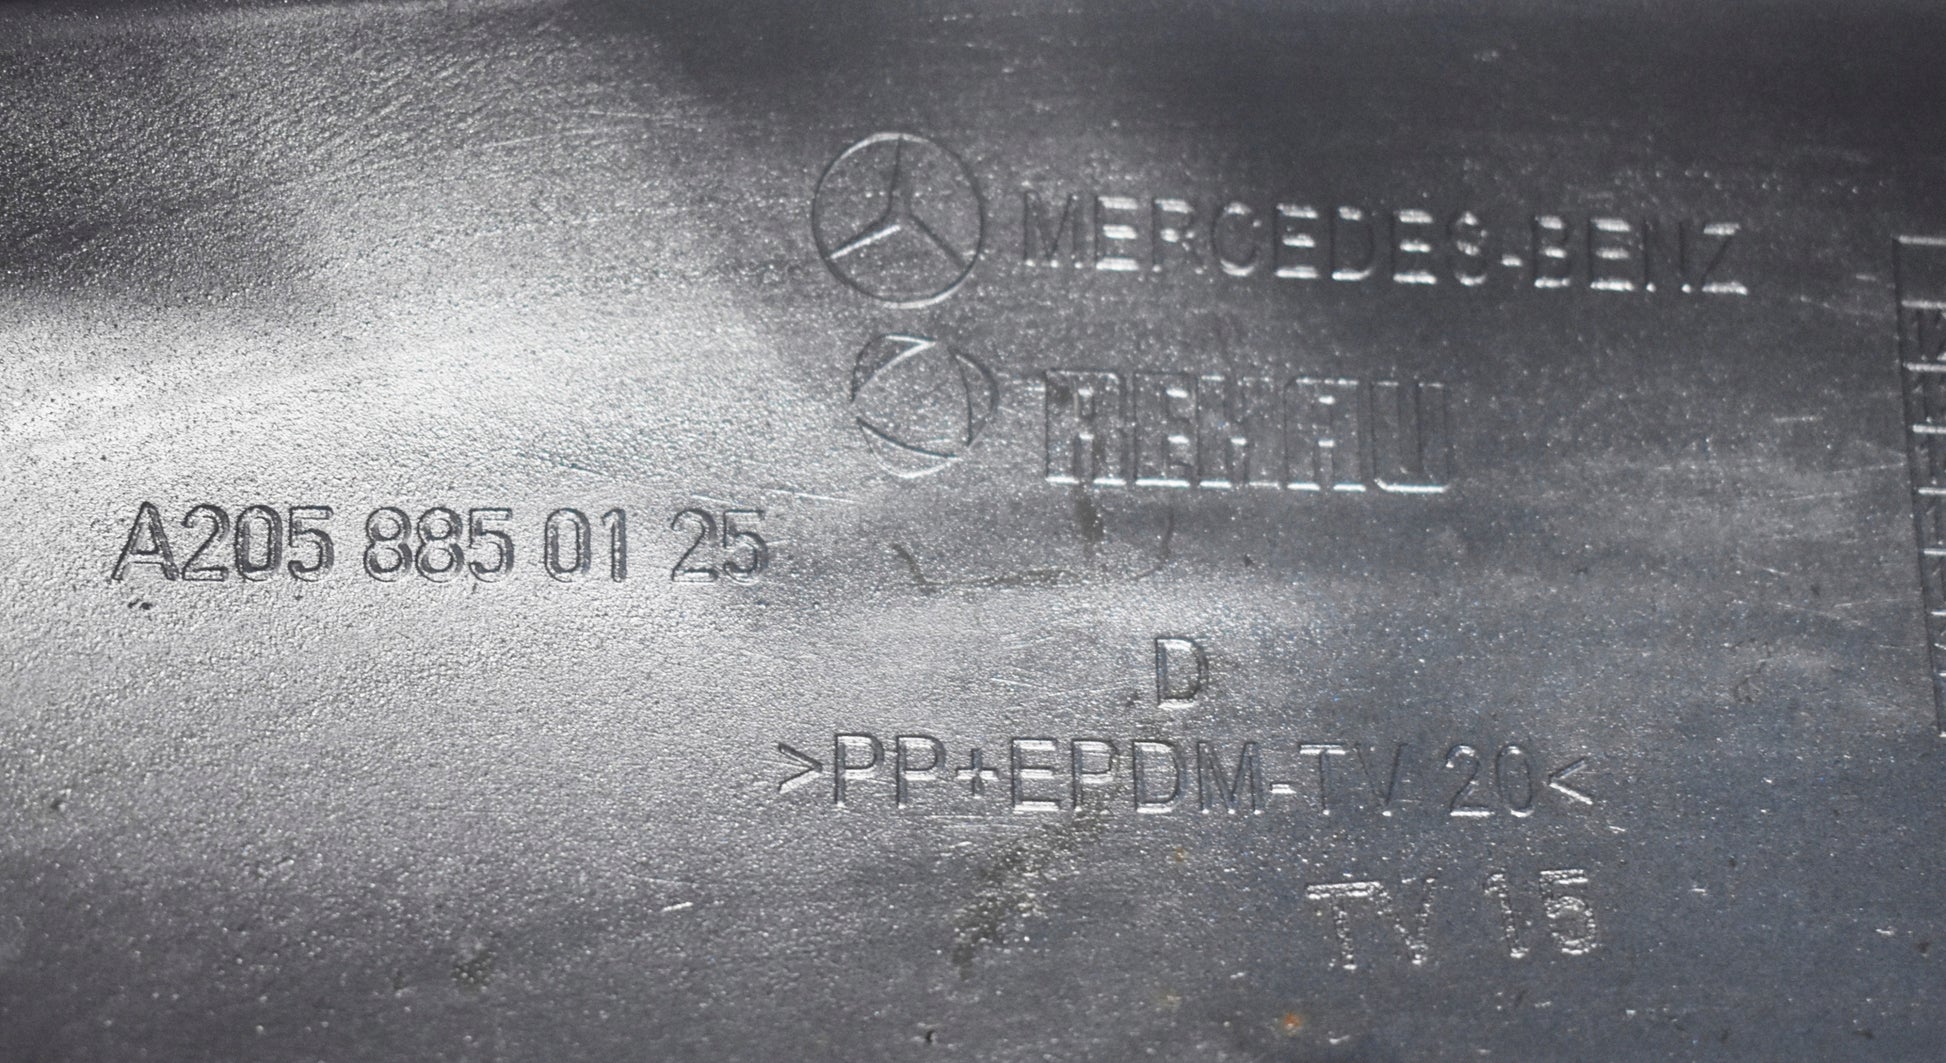 MERCEDES-BENZ
REHAU
A205 885 01 25
D
>PP+EPDM-TV 20<
TV 15